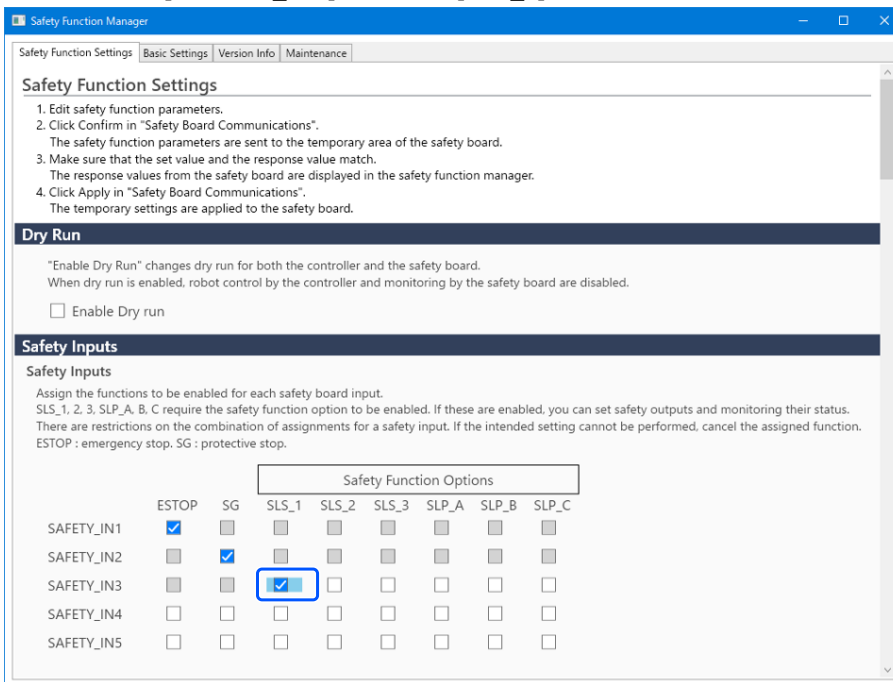 Safety Function Manager
Safety Function Settings Basic Settings Version Info Maintenance
Safety Function Settings
1. Edit safety function parameters.
2. Click Confirm in "Safety Board Communications".
The safety function parameters are sent to the temporary area of the safety board.
3. Make sure that the set value and the response value match.
The response values from the safety board are displayed in the safety function manager.
4. Click Apply in "Safety Board Communications".
The temporary settings are applied to the safety board.
Dry Run
"Enable Dry Run" changes dry run for both the controller and the safety board.
When dry run is enabled, robot control by the controller and monitoring by the safety board are disabled.
Enable Dry run
Safety Inputs
Safety Inputs
Assign the functions to be enabled for each safety board input.
SLS_1, 2, 3, SLP_A, B, C require the safety function option to be enabled. If these are enabled, you can set safety outputs and monitoring their status.
There are restrictions on the combination of assignments for a safety input. If the intended setting cannot be performed, cancel the assigned function.
ESTOP : emergency stop. SG : protective stop.
Safety Function Options
ESTOP SG SLS_1 SLS_2 SLS_3 SLP_A SLP_B SLP_C
SAFETY_IN1
SAFETY_IN2
SAFETY_IN3
SAFETY_IN4
SAFETY_IN5